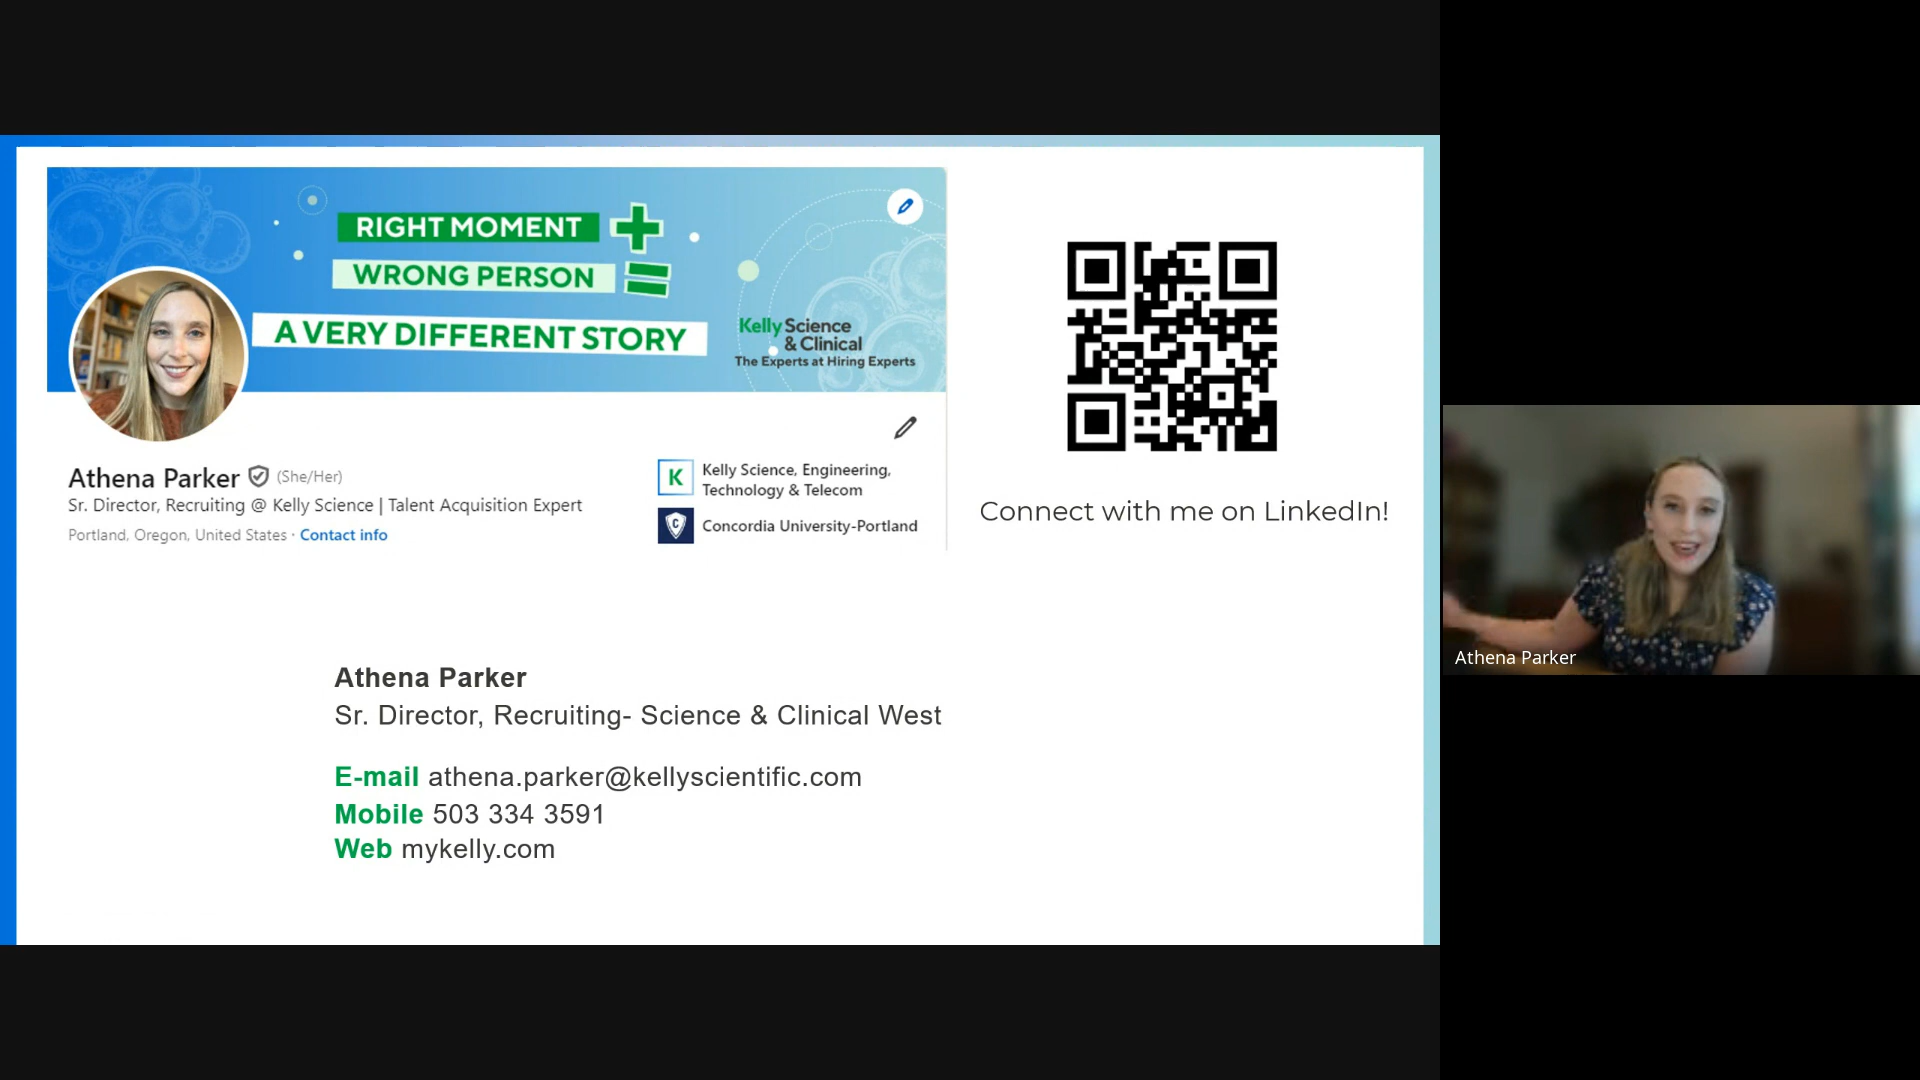 RIGHT MOMENT +
WRONG PERSON =
A VERY DIFFERENT STORY
Kelly Science
& Clinical
The Experts at Hiring Experts
Athena Parker (She/Her)
Sr. Director, Recruiting @ Kelly Science | Talent Acquisition Expert
Portland, Oregon, United States · Contact info
K
Kelly Science, Engineering,
Technology & Telecom
C
Concordia University-Portland
Connect with me on LinkedIn!
Athena Parker
Sr. Director, Recruiting- Science & Clinical West
E-mail athena.parker@kellyscientific.com
Mobile 503 334 3591
Web mykelly.com
Athena Parker